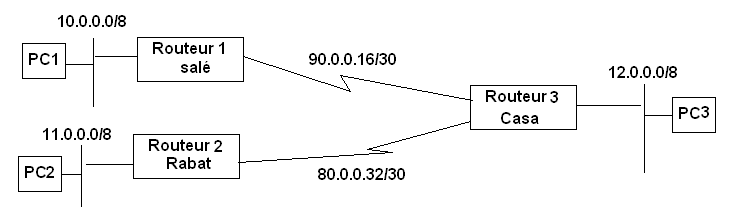 10.0.0.0/8
PC1
Routeur 1
salé
90.0.0.16/30
12.0.0.0/8
Routeur 3
Casa
PC3
11.0.0.0/8
PC2
Routeur 2
Rabat
80.0.0.32/30